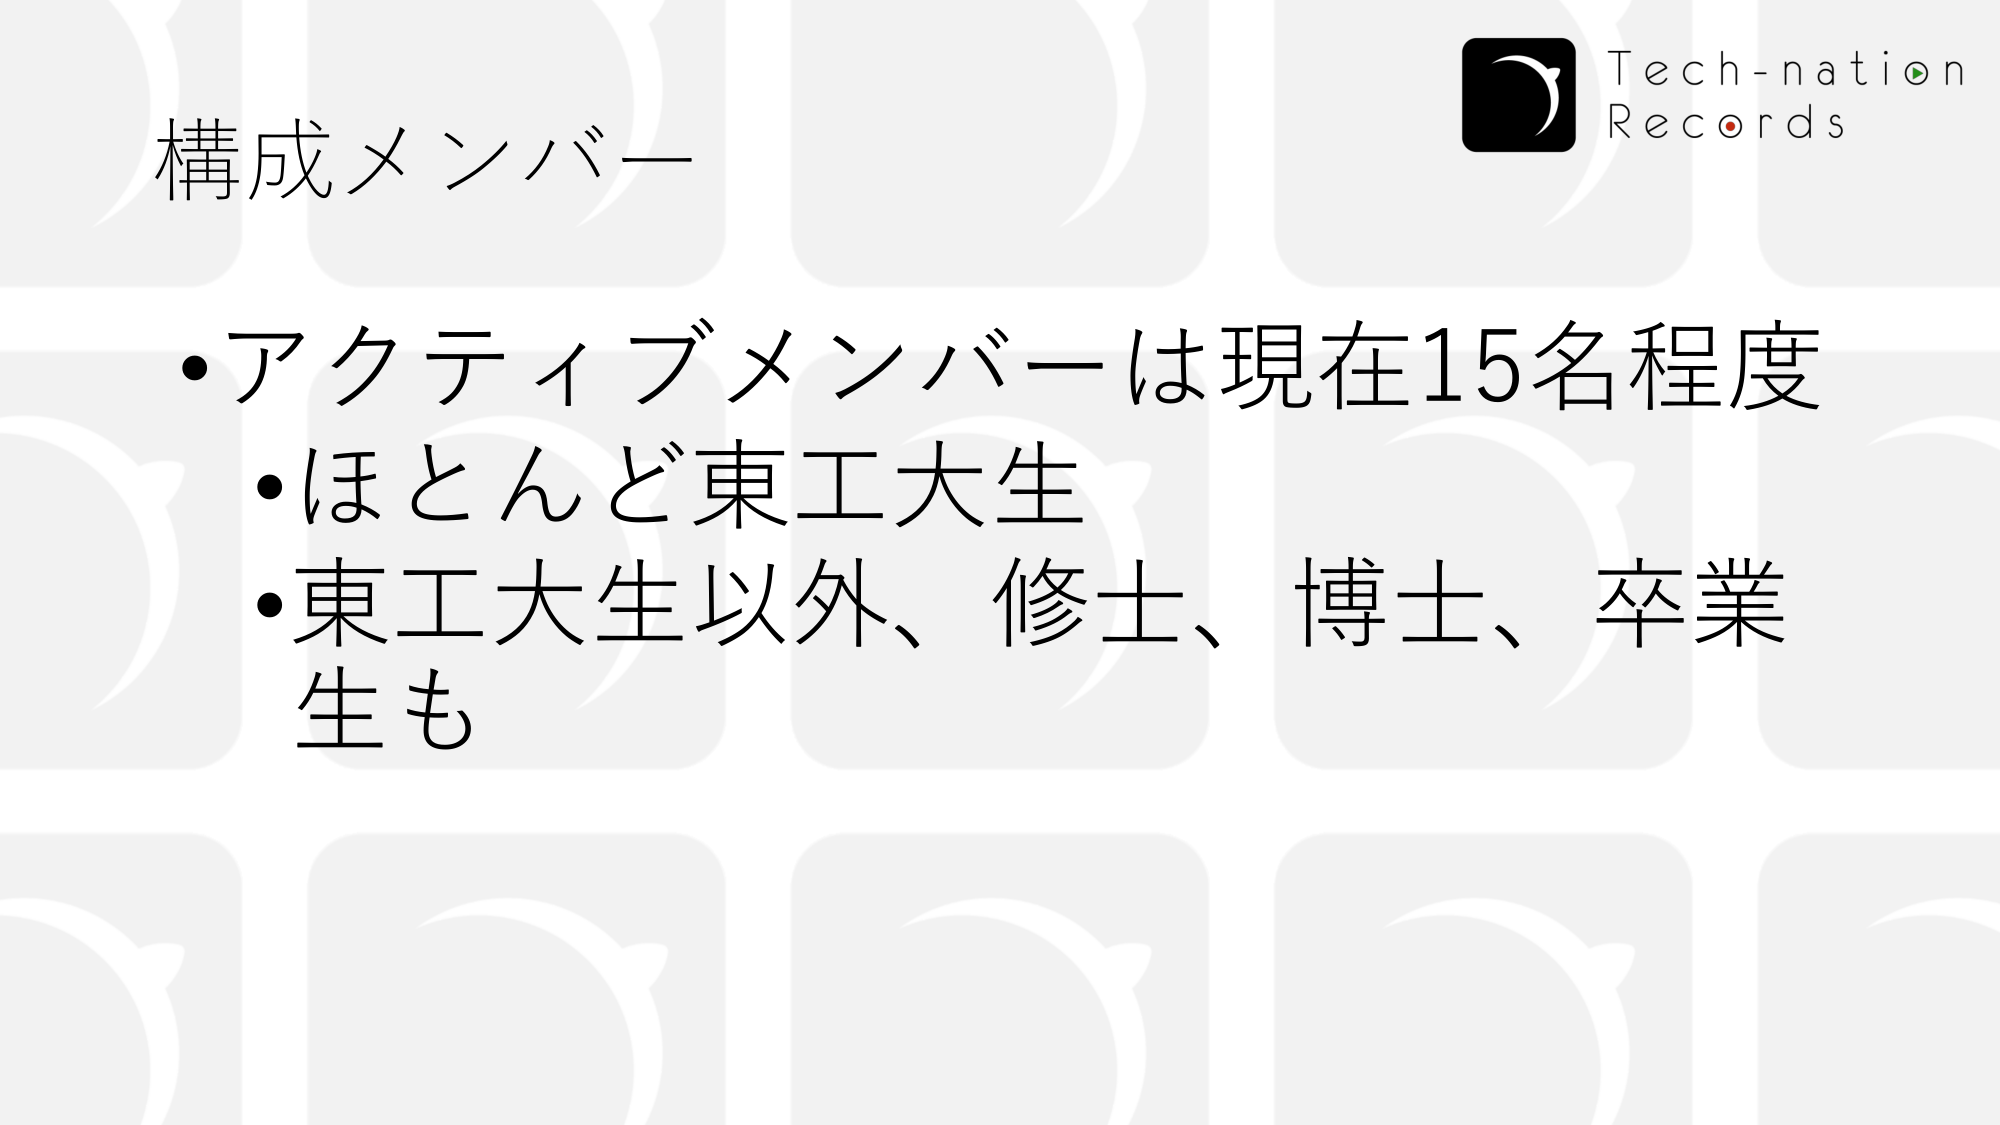 Tech-nation
Records
構成メンバー
•アクティブメンバーは現在15名程度
•ほとんど東工大生
•東工大生以外、修士、博士、卒業
生も